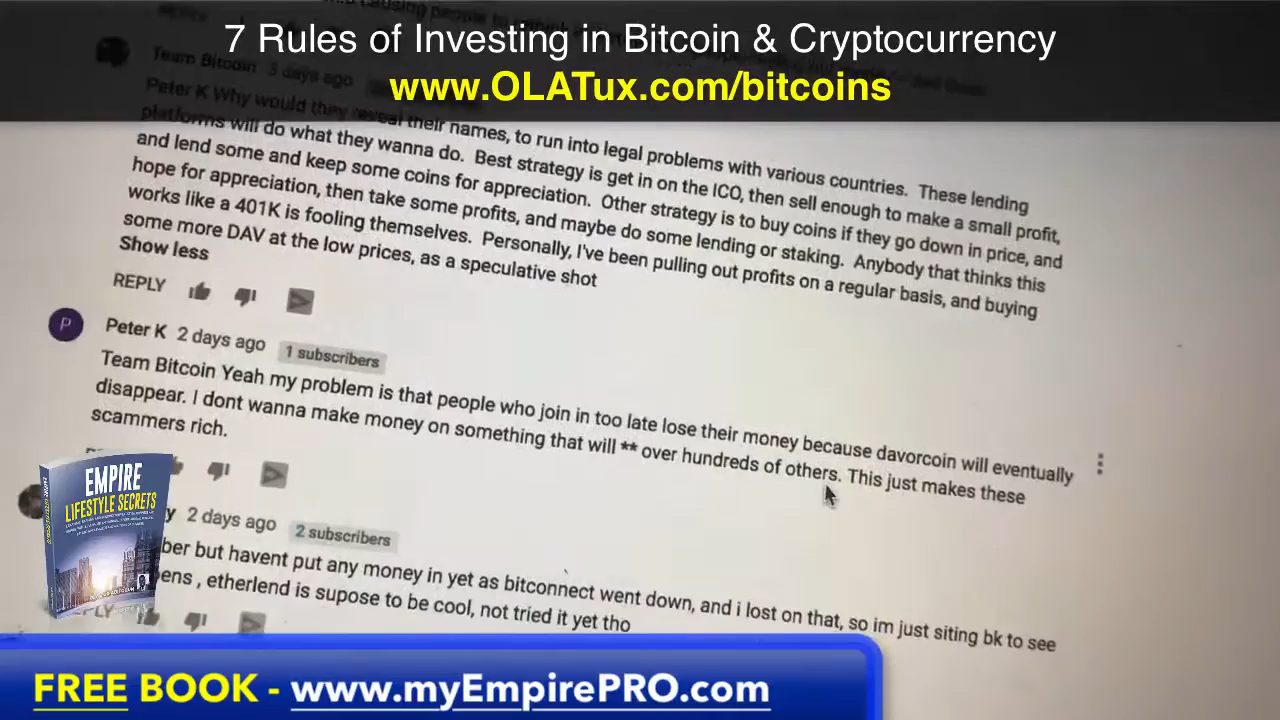 7 Rules of Investing in Bitcoin & Cryptocurrency
www.OLATux.com/bitcoins
Team Bitcoin 3 days ago
Peter K Why would they reveal their names, to run into legal problems with various countries. These lending
platforms will do what they wanna do. Best strategy is get in on the ICO, then sell enough to make a small profit,
and lend some and keep some coins for appreciation. Other strategy is to buy coins if they go down in price, and
hope for appreciation, then take some profits, and maybe do some lending or staking. Anybody that thinks this
works like a 401K is fooling themselves. Personally, I've been pulling out profits on a regular basis, and buying
some more DAV at the low prices, as a speculative shot
Show less
REPLY
P
Peter K 2 days ago 1 subscribers
Team Bitcoin Yeah my problem is that people who join in too late lose their money because davorcoin will eventually
disappear. I dont wanna make money on something that will ** over hundreds of others. This just makes these
scammers rich.
y 2 days ago 2 subscribers
ber but havent put any money in yet as bitconnect went down, and i lost on that, so im just siting bk to see
ens , etherlend is supose to be cool, not tried it yet tho
EMPIRE
LIFESTYLE SECRETS
FREE BOOK - www.myEmpirePRO.com